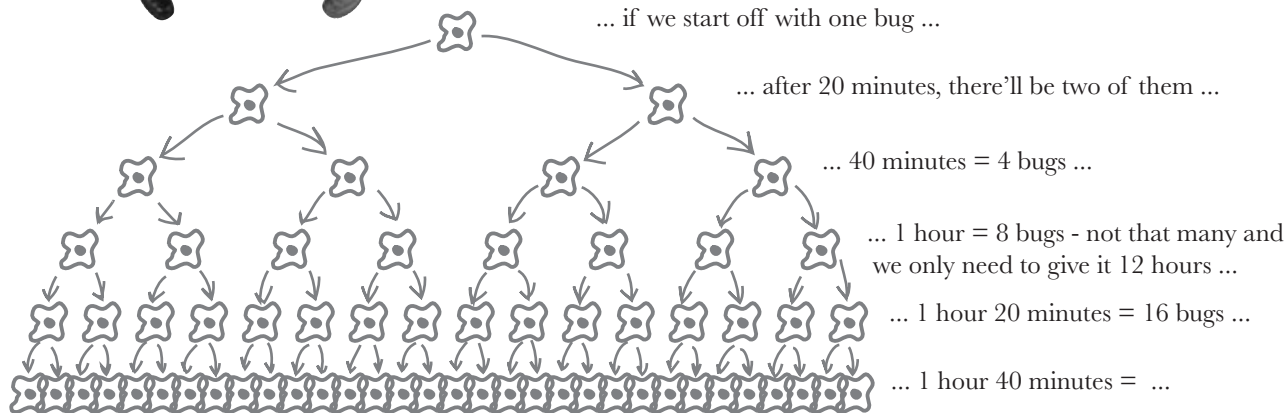 ... if we start off with one bug ...
... after 20 minutes, there’ll be two of them ...
... 40 minutes = 4 bugs ...
... 1 hour = 8 bugs - not that many and
we only need to give it 12 hours ...
... 1 hour 20 minutes = 16 bugs ...
... 1 hour 40 minutes =  ...